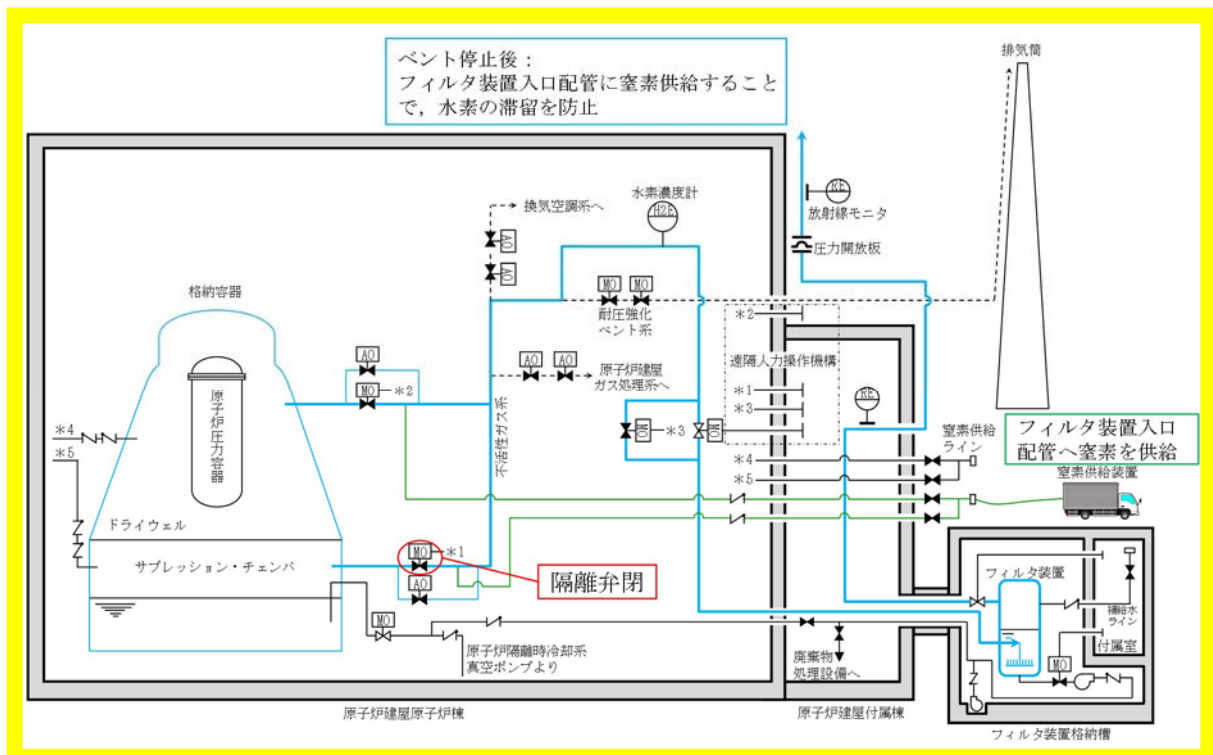 ベント停止後：
フィルタ装置入口配管に窒素供給すること
で，水素の滞留を防止
排気筒
水素濃度計
H2E
換気空調系へ
AO
AO
RE
放射線モニタ
圧力開放板
格納容器
MO
MO
耐圧強化
ベント系
＊2
遠隔人力操作機構
AO
MO
＊2
AO
AO
原子炉建屋
ガス処理系へ
＊1
＊3
RE
原子炉圧力容器
不活性ガス系
MO
＊3
MO
＊4
＊5
＊4
＊5
窒素供給
ライン
フィルタ装置入口
配管へ窒素を供給
窒素供給装置
ドライウェル
サプレッション・チェンバ
MO
＊1
AO
隔離弁閉
フィルタ装置
補給水
ライン
付属室
MO
MO
原子炉隔離時冷却系
真空ポンプより
廃棄物
処理設備へ
原子炉建屋原子炉棟
原子炉建屋付属棟
フィルタ装置格納槽